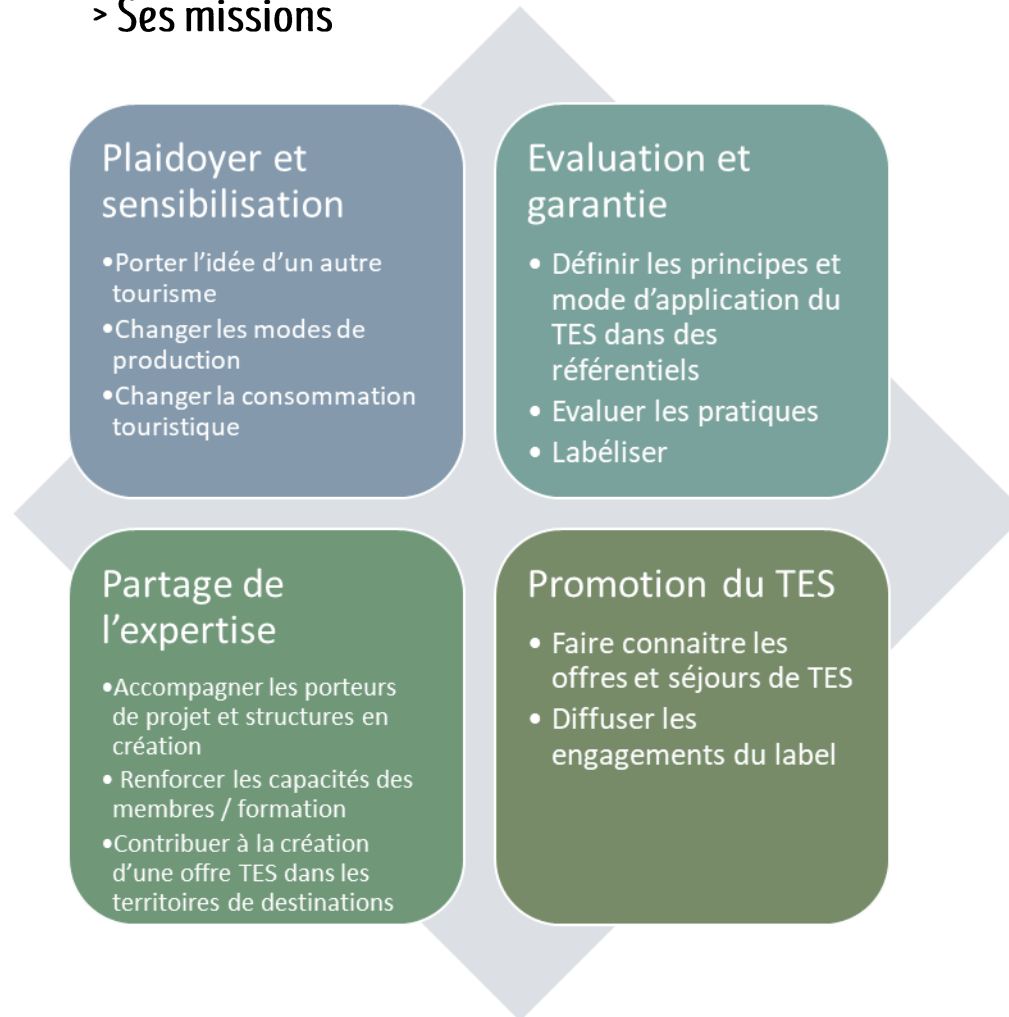 > Ses missions
Plaidoyer et
sensibilisation
•Porter l’idée d’un autre
tourisme
•Changer les modes de
production
•Changer la consommation
touristique
Evaluation et
garantie
• Définir les principes et
mode d’application du
TES dans des
référentiels
• Evaluer les pratiques
• Labéliser
Partage de
l’expertise
•Accompagner les porteurs
de projet et structures en
création
• Renforcer les capacités des
membres / formation
•Contribuer à la création
d’une offre TES dans les
territoires de destinations
Promotion du TES
• Faire connaitre les
offres et séjours de TES
• Diffuser les
engagements du label